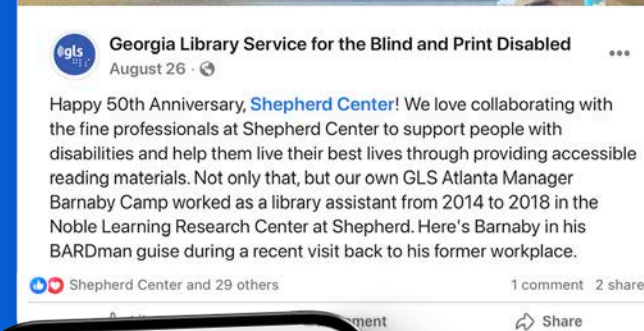 gls
Georgia Library Service for the Blind and Print Disabled
August 26 ·
Happy 50th Anniversary, Shepherd Center! We love collaborating with
the fine professionals at Shepherd Center to support people with
disabilities and help them live their best lives through providing accessible
reading materials. Not only that, but our own GLS Atlanta Manager
Barnaby Camp worked as a library assistant from 2014 to 2018 in the
Noble Learning Research Center at Shepherd. Here's Barnaby in his
BARDman guise during a recent visit back to his former workplace.
Shepherd Center and 29 others
1 comment 2 share
ment
Share